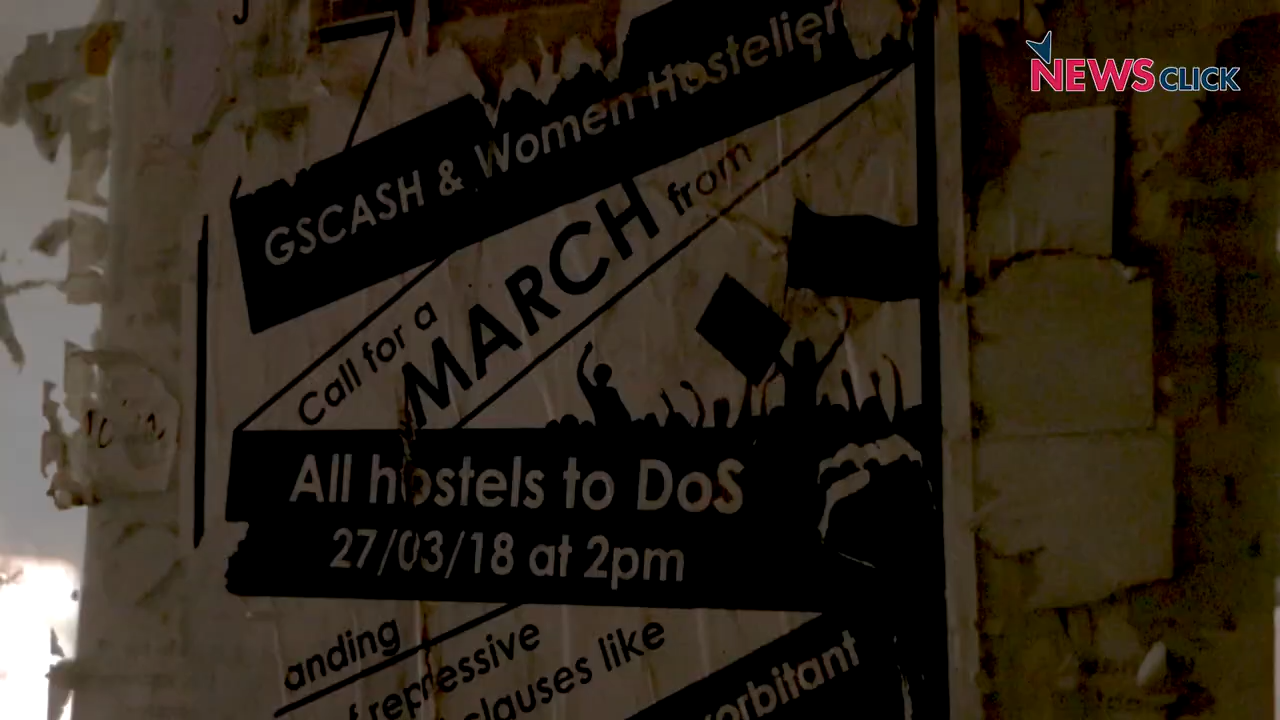 NEWSCLICK
GSCASH & Women Hostelier
Call for a
MARCH from
All hostels to DoS
27/03/18 at 2pm
anding
repressive
clauses like
orbitant